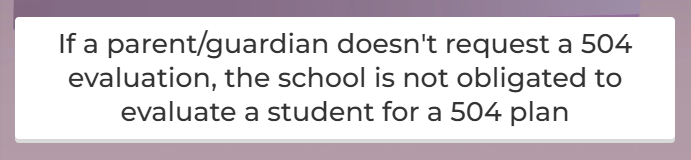 If a parent/guardian doesn't request a 504
evaluation, the school is not obligated to
evaluate a student for a 504 plan